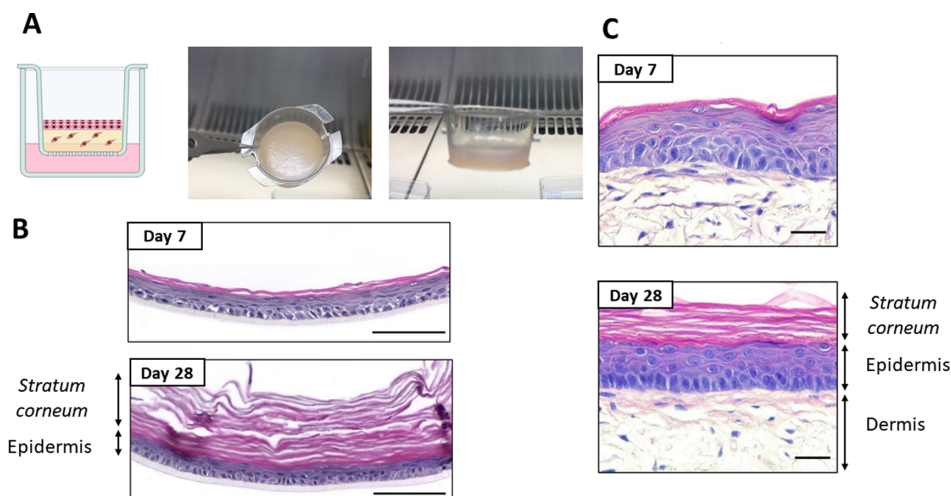 A
B
Day 7
Day 28
Stratum
corneum
Epidermis
C
Day 7
Day 28
Stratum
corneum
Epidermis
Dermis